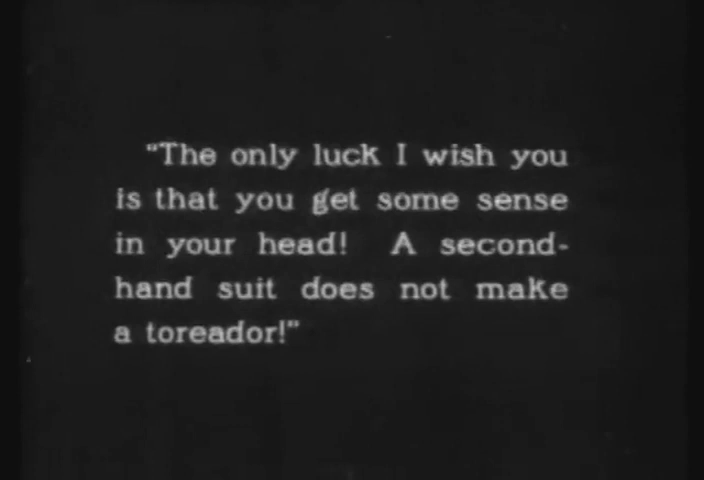 "The only luck I wish you
is that you get some sense
in your head! A second-
hand suit does not make
a toreador!"